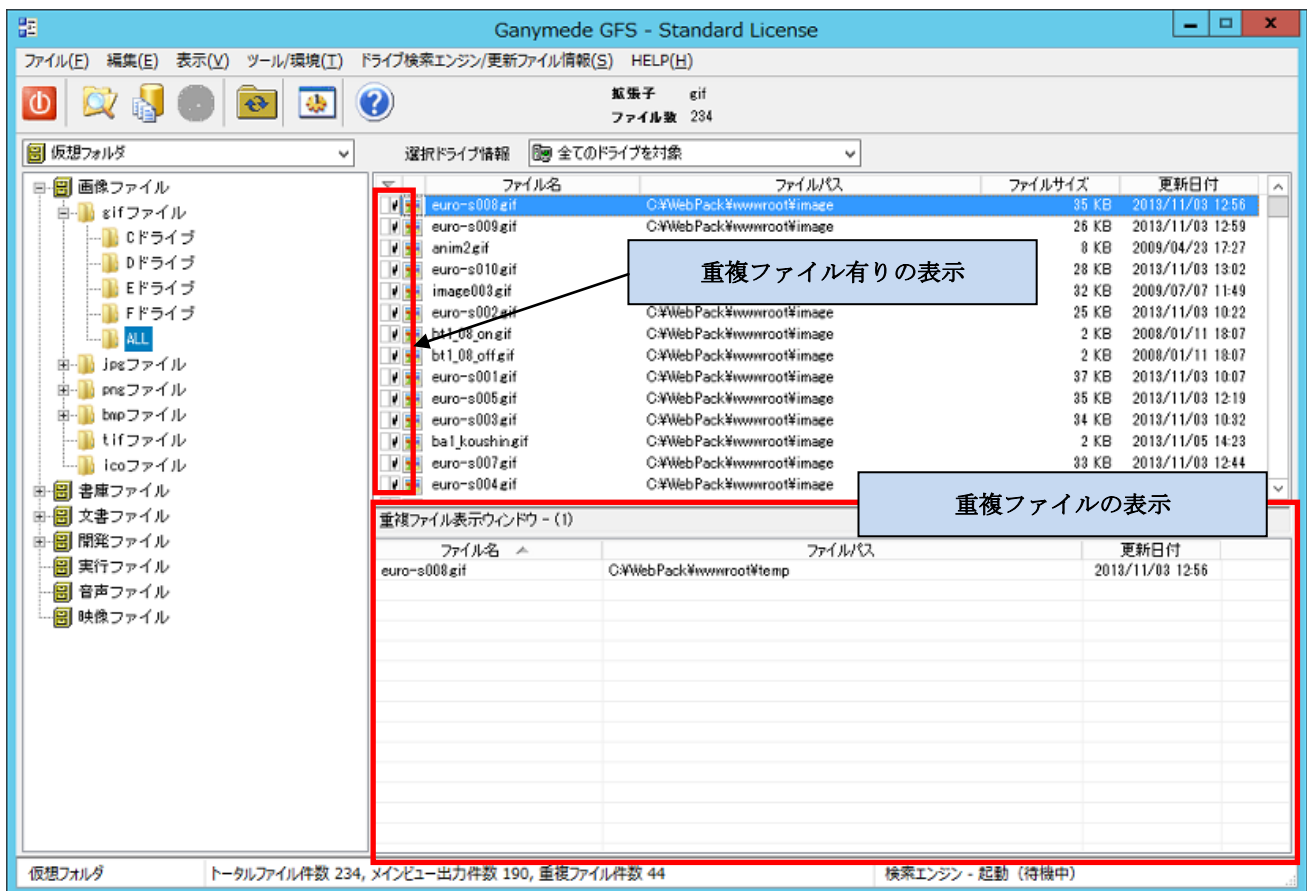 Ganymede GFS - Standard License
ファイル(F) 編集(E) 表示(V) ツール/環境(T) ドライブ検索エンジン/更新ファイル情報(S) HELP(H)
拡張子 gif
ファイル数 234
仮想フォルダ 選択ドライブ情報 全てのドライブを対象
画像ファイル
gifファイル
Cドライブ
Dドライブ
Eドライブ
Fドライブ
ALL
jpgファイル
pngファイル
bmpファイル
tifファイル
icoファイル
書庫ファイル
文書ファイル
開発ファイル
実行ファイル
音声ファイル
映像ファイル
ファイル名 ファイルパス ファイルサイズ 更新日付
euro-s008.gif C:¥WebPack¥wwwroot¥image 35 KB 2013/11/03 12:56
euro-s009.gif C:¥WebPack¥wwwroot¥image 26 KB 2013/11/03 12:59
anim2.gif 8 KB 2009/04/23 17:27
euro-s010.gif 28 KB 2013/11/03 13:02
image003.gif 32 KB 2009/07/07 11:49
euro-s002.gif C:¥WebPack¥wwwroot¥image 25 KB 2013/11/03 10:22
bt1_08_on.gif C:¥WebPack¥wwwroot¥image 2 KB 2008/01/11 18:07
bt1_08_off.gif C:¥WebPack¥wwwroot¥image 2 KB 2008/01/11 18:07
euro-s001.gif C:¥WebPack¥wwwroot¥image 37 KB 2013/11/03 10:07
euro-s005.gif C:¥WebPack¥wwwroot¥image 35 KB 2013/11/03 12:19
euro-s003.gif C:¥WebPack¥wwwroot¥image 34 KB 2013/11/03 10:32
ba1_koushin.gif C:¥WebPack¥wwwroot¥image 2 KB 2013/11/05 14:23
euro-s007.gif C:¥WebPack¥wwwroot¥image 33 KB 2013/11/03 12:44
euro-s004.gif C:¥WebPack¥wwwroot¥image
重複ファイル有りの表示
重複ファイルの表示
重複ファイル表示ウィンドウ - (1)
ファイル名 ファイルパス 更新日付
euro-s008.gif C:¥WebPack¥wwwroot¥temp 2013/11/03 12:56
仮想フォルダ トータルファイル件数 234, メインビュー出力件数 190, 重複ファイル件数 44 検索エンジン - 起動 (待機中)